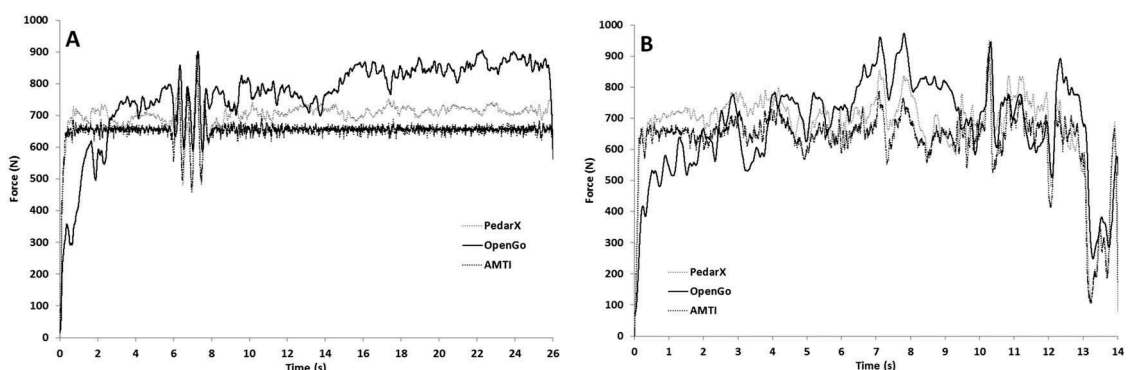 A
Force (N)
1000
900
800
700
600
500
400
300
200
100
0
PedarX
OpenGo
AMTI
0 2 4 6 8 10 12 14 16 18 20 22 24 26
Time (s)
B
Force (N)
1000
900
800
700
600
500
400
300
200
100
0
PedarX
OpenGo
AMTI
0 1 2 3 4 5 6 7 8 9 10 11 12 13 14
Time (s)